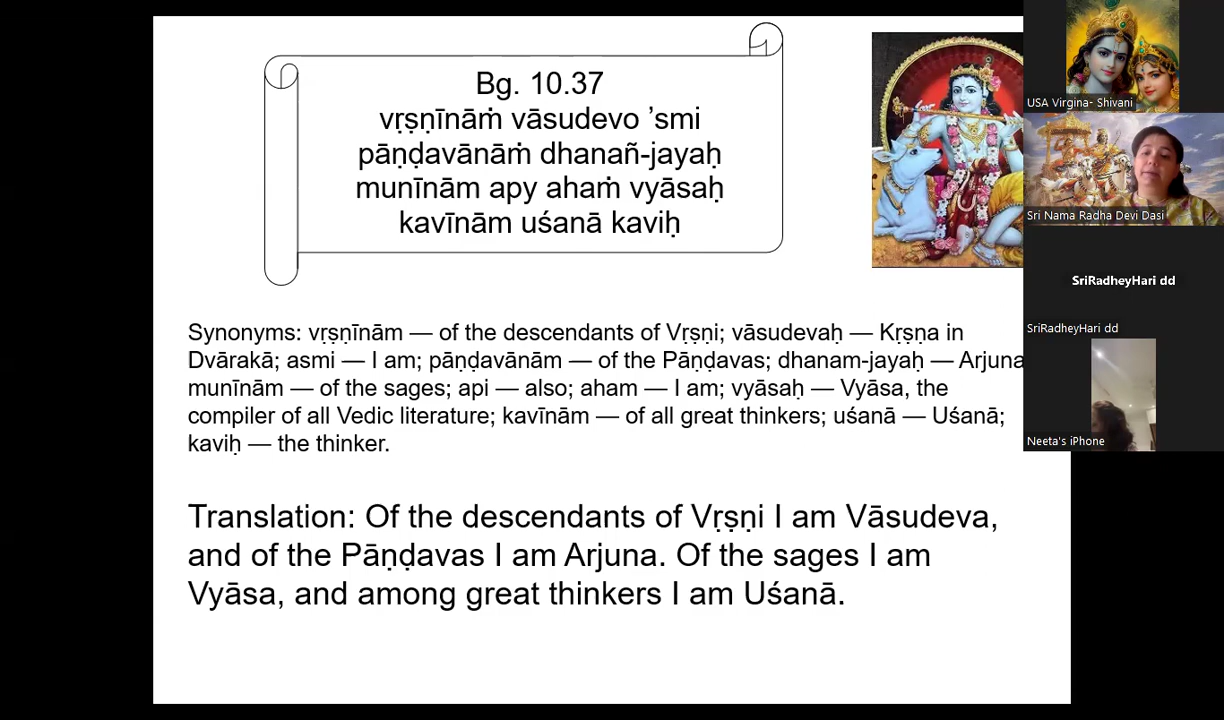 Bg. 10.37
vṛṣṇīnāṁ vāsudevo ’smi
pāṇḍavānāṁ dhanañ-jayaḥ
munīnām apy ahaṁ vyāsaḥ
kavīnām uśanā kaviḥ
Synonyms: vṛṣṇīnām — of the descendants of Vṛṣṇi; vāsudevaḥ — Kṛṣṇa in
Dvārakā; asmi — I am; pāṇḍavānām — of the Pāṇḍavas; dhanam-jayaḥ — Arjuna
munīnām — of the sages; api — also; aham — I am; vyāsaḥ — Vyāsa, the
compiler of all Vedic literature; kavīnām — of all great thinkers; uśanā — Uśanā;
kaviḥ — the thinker.
Translation: Of the descendants of Vṛṣṇi I am Vāsudeva,
and of the Pāṇḍavas I am Arjuna. Of the sages I am
Vyāsa, and among great thinkers I am Uśanā.
USA Virgina- Shivani
Sri Nama Radha Devi Dasi
SriRadheyHari dd
SriRadheyHari dd
Neeta's iPhone